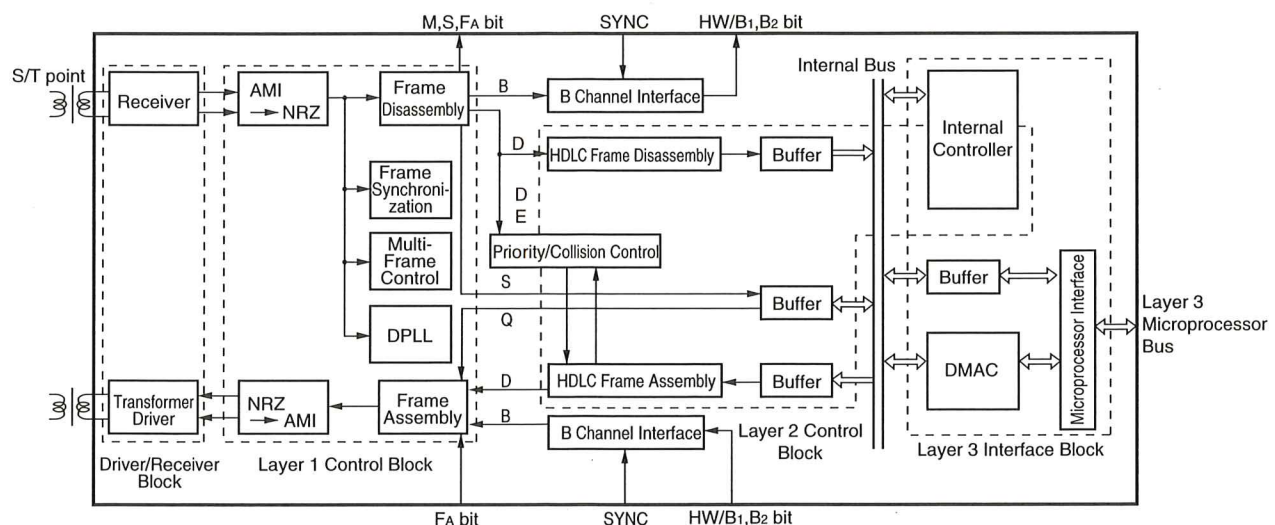 M,S,FA bit
SYNC
HW/B1,B2 bit
S/T point
Receiver
AMI
NRZ
Frame
Disassembly
B
B Channel Interface
Internal Bus
Internal
Controller
D
HDLC Frame Disassembly
Buffer
D
E
Frame
Synchroni-
zation
Multi-
Frame
Control
Priority/Collision Control
S
Q
Buffer
Buffer
Microprocessor Interface
Layer 3
Microprocessor
Bus
DPLL
DMAC
Transformer
Driver
NRZ
AMI
Frame
Assembly
D
HDLC Frame Assembly
Buffer
B
B Channel Interface
Driver/Receiver
Block
Layer 1 Control Block
Layer 2 Control
Block
Layer 3 Interface Block
FA bit
SYNC
HW/B1,B2 bit